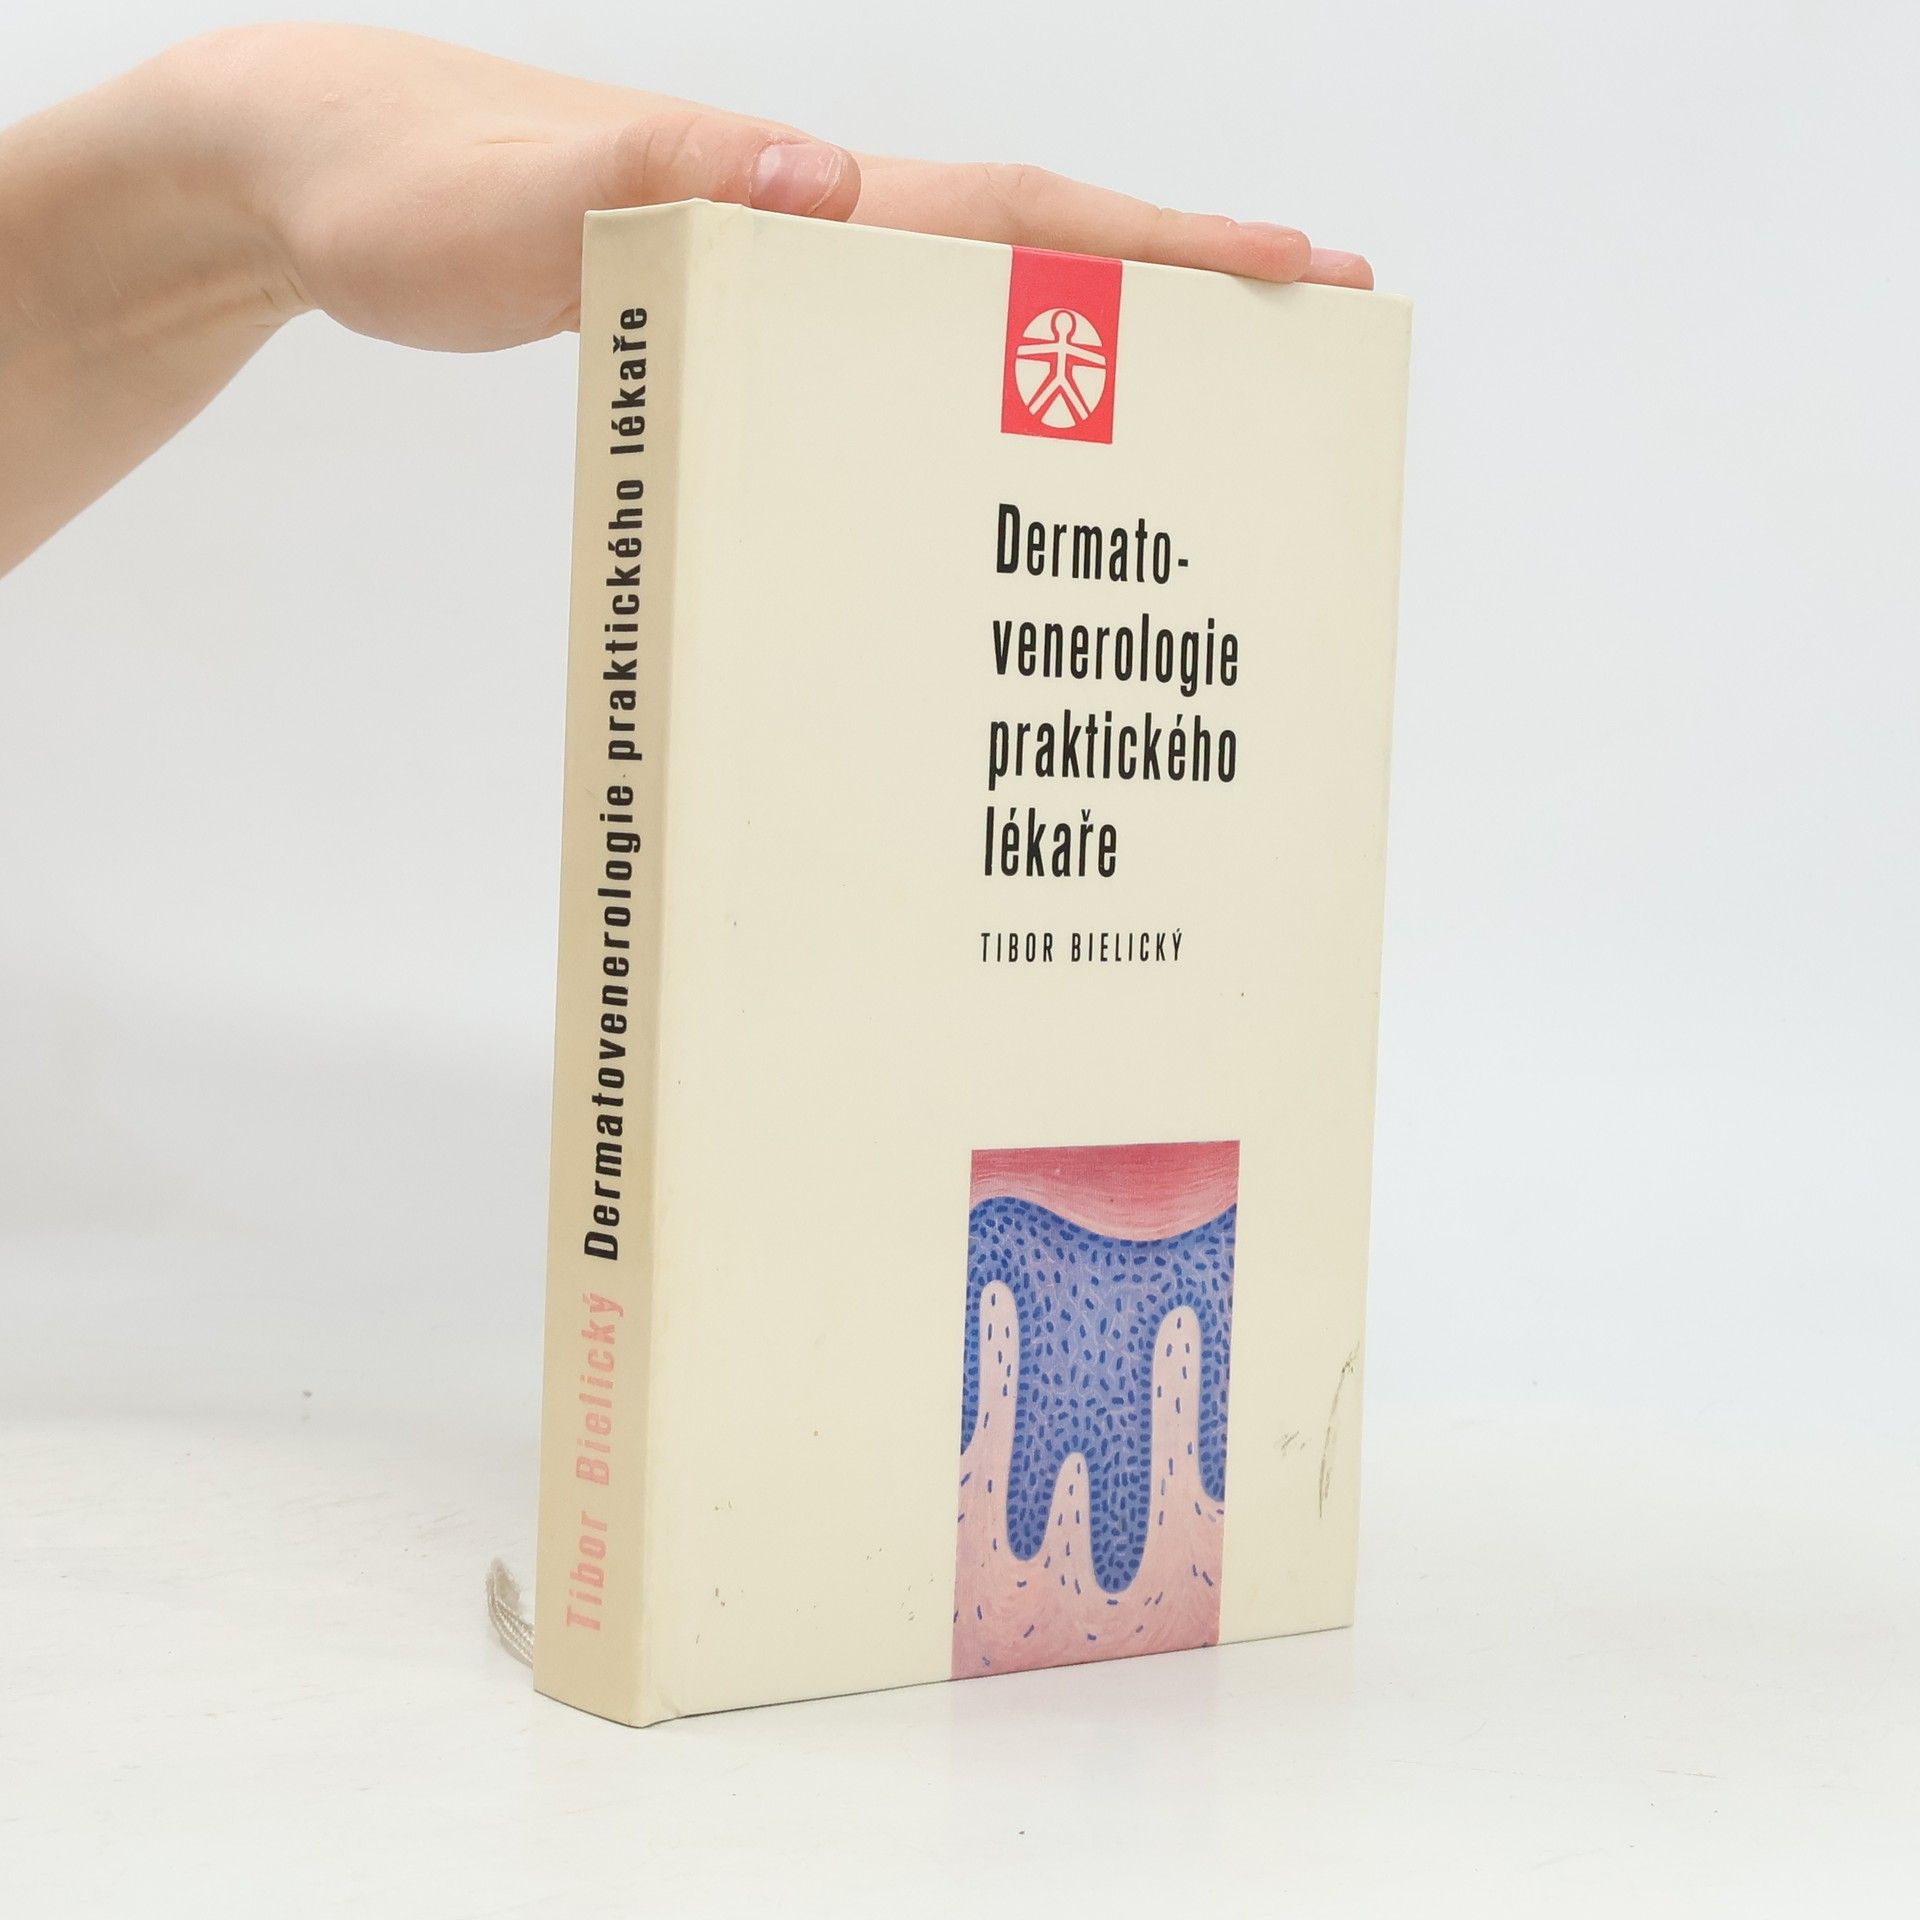 Tibor Bielický Dermatovenerologie praktického lékaře
Dermato-
venerologie
praktického
lékaře
TIBOR BIELICKÝ